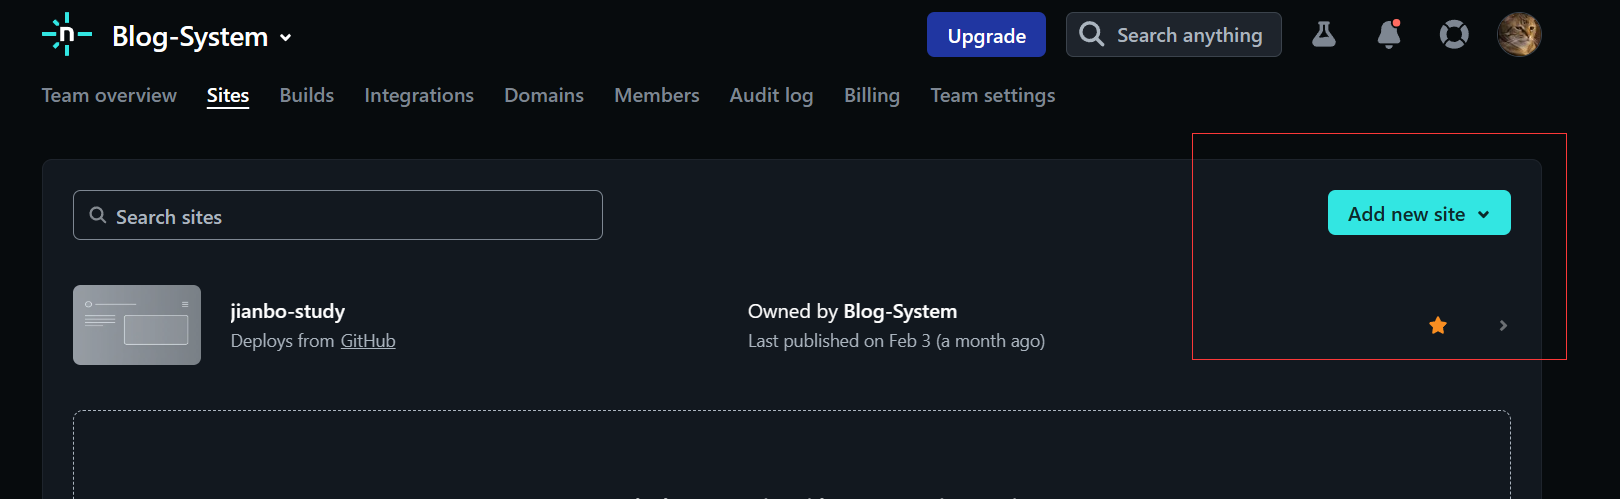 Blog-System
Upgrade
Search anything
Team overview Sites Builds Integrations Domains Members Audit log Billing Team settings
Search sites
Add new site
jianbo-study
Owned by Blog-System
Deploys from GitHub
Last published on Feb 3 (a month ago)